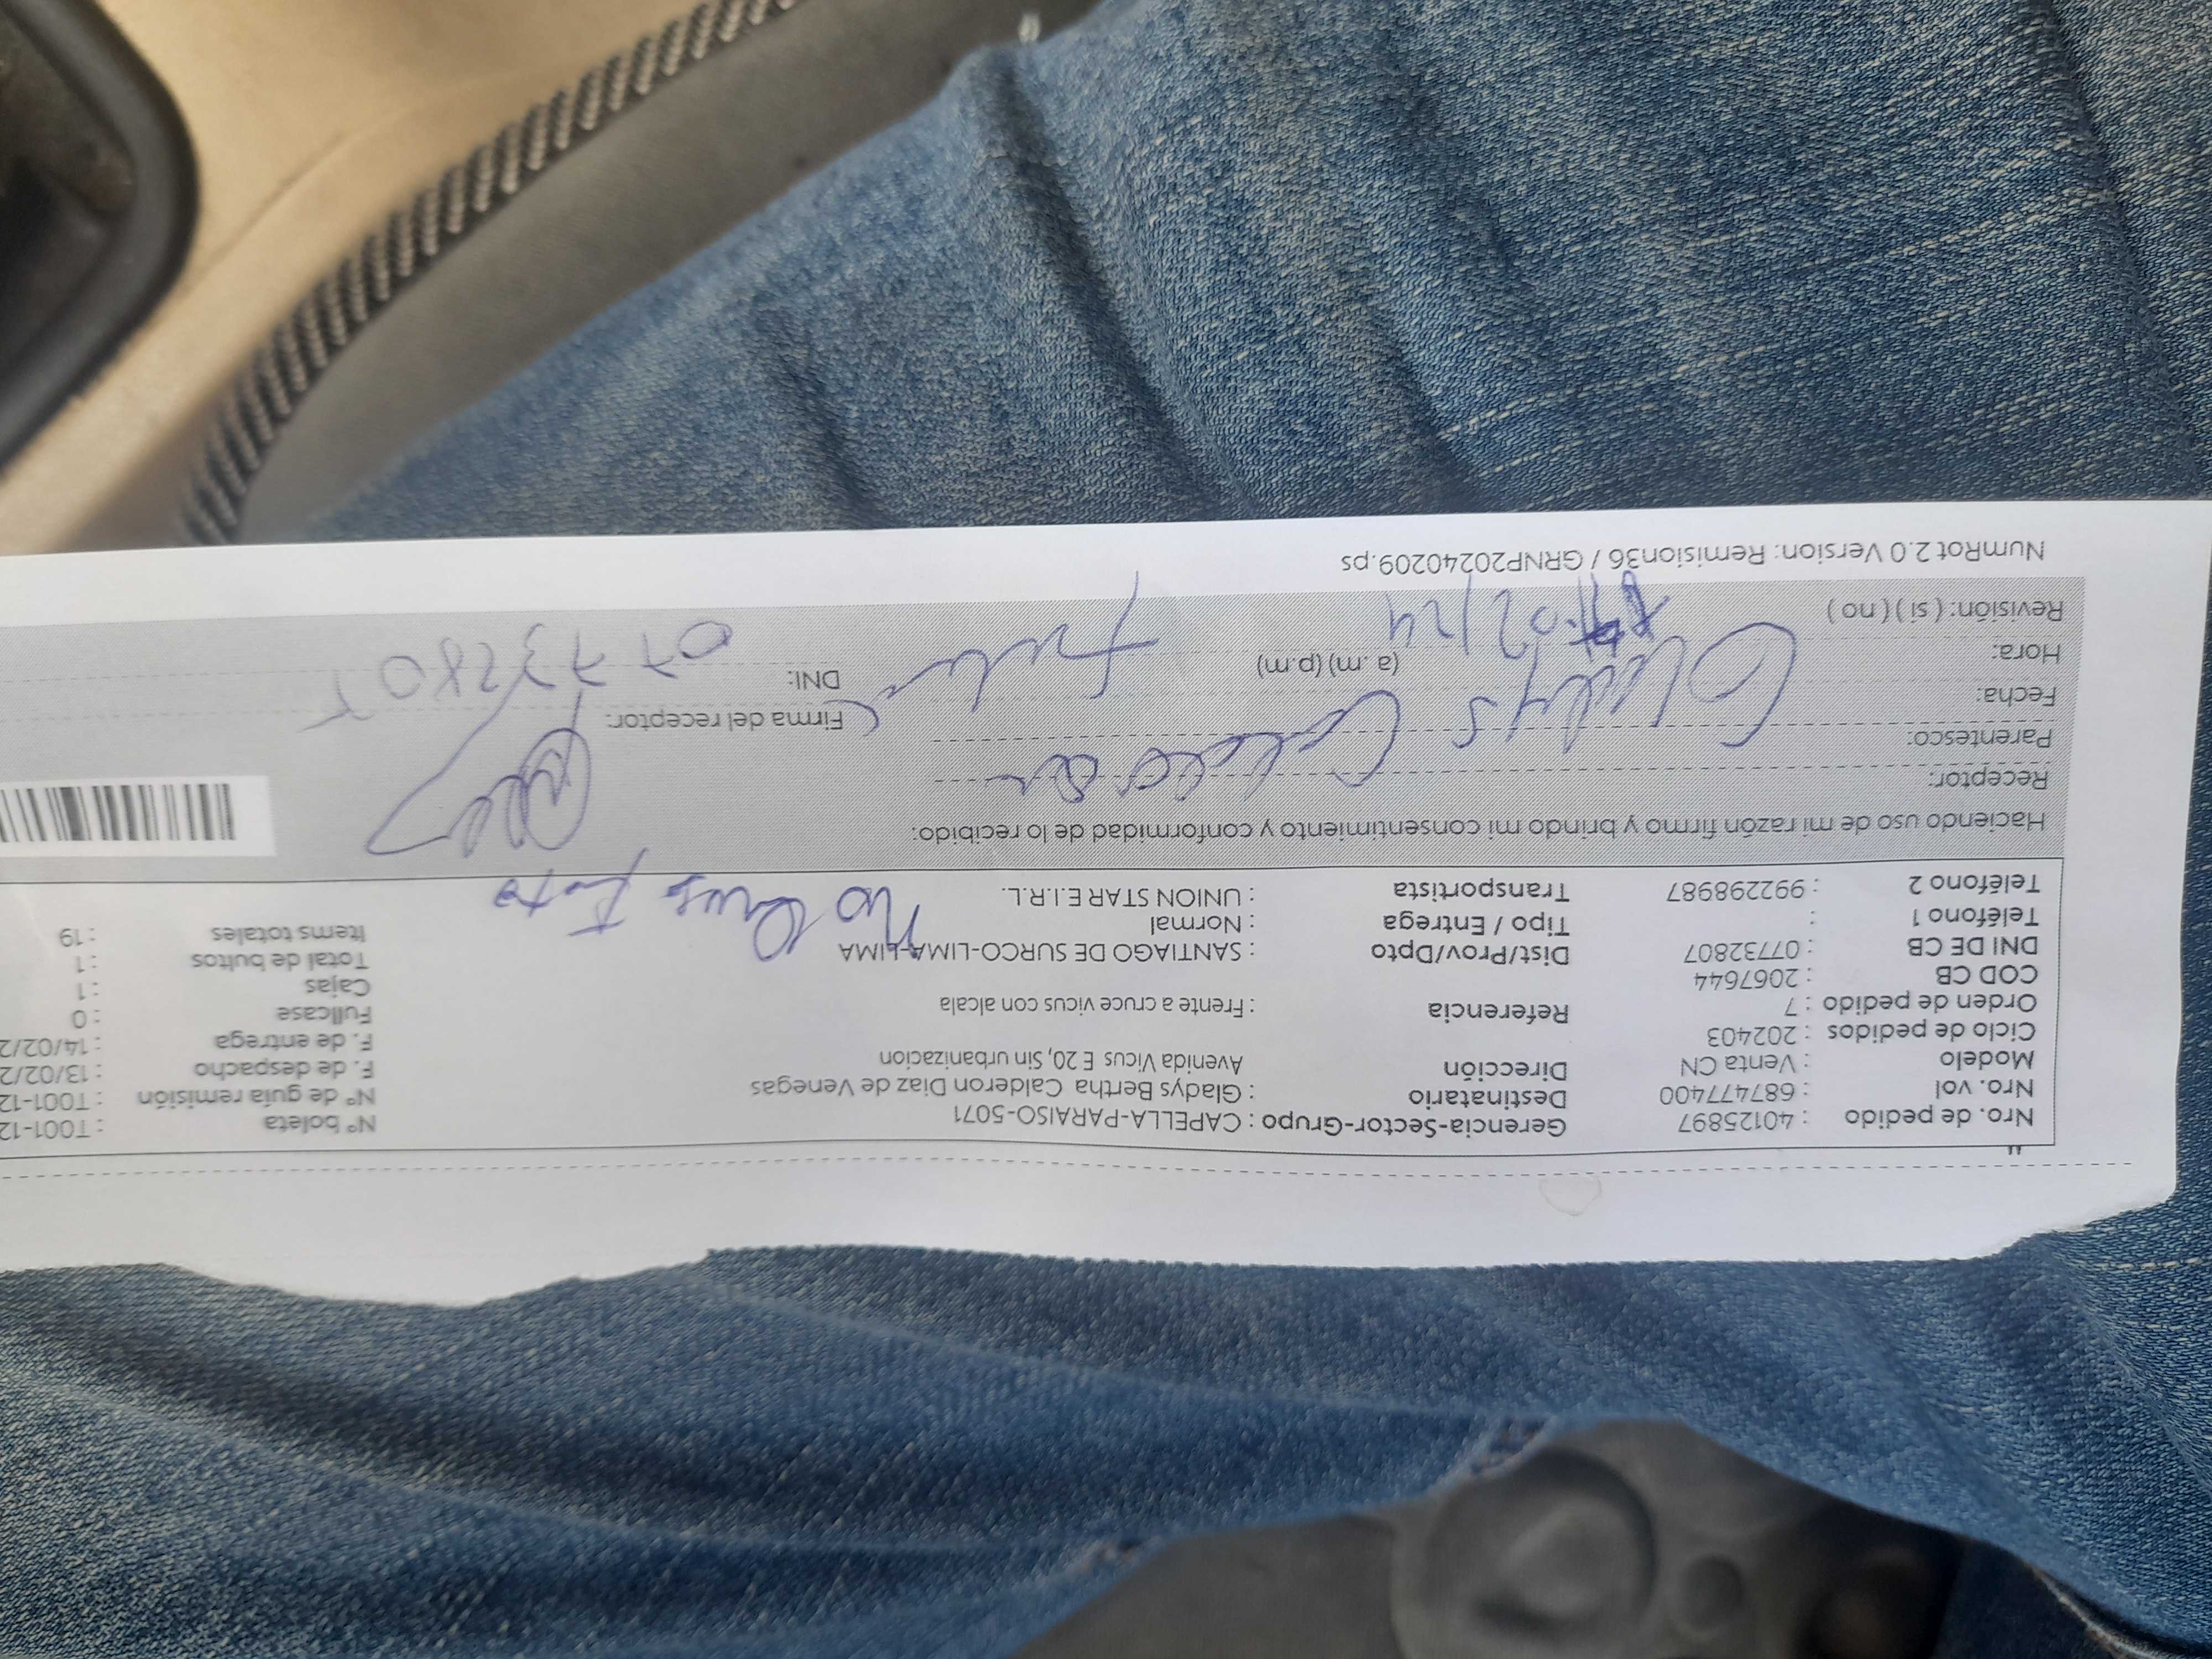 Nro. de pedido : 40125897 Gerencia-Sector-Grupo : CAPELLA-PARAISO-5071 N° boleta : T001-12
Nro. vol : 687477400 Destinatario : Gladys Bertha Calderon Diaz de Venegas N° de guía remisión : T001-12
Modelo : Venta CN Dirección Avenida Vicus E 20, Sin urbanizacion F. de despacho : 13/02/2
Ciclo de pedidos : 202403 F. de entrega : 14/02/2
Orden de pedido : 7 Referencia : Frente a cruce vicus con alcala Fullcase : 0
COD CB : 2067644 Cajas : 1
DNI DE CB : 07732807 Dist/Prov/Dpto : SANTIAGO DE SURCO-LIMA-LIMA Total de bultos : 1
Teléfono 1 : Tipo / Entrega : Normal Items totales : 19
Teléfono 2 : 992298987 Transportista : UNION STAR E.I.R.L.
No foto
Haciendo uso de mi razón firmo y brindo mi consentimiento y conformidad de lo recibido:
Receptor: Gladys Calderon
Parentesco:
Fecha: Firma del receptor:
Hora: (a.m) (p.m) DNI:
Revisión: ( si ) ( no ) 02/24
NumRot 2.0 Version: Remision36 / GRNP20240209.ps